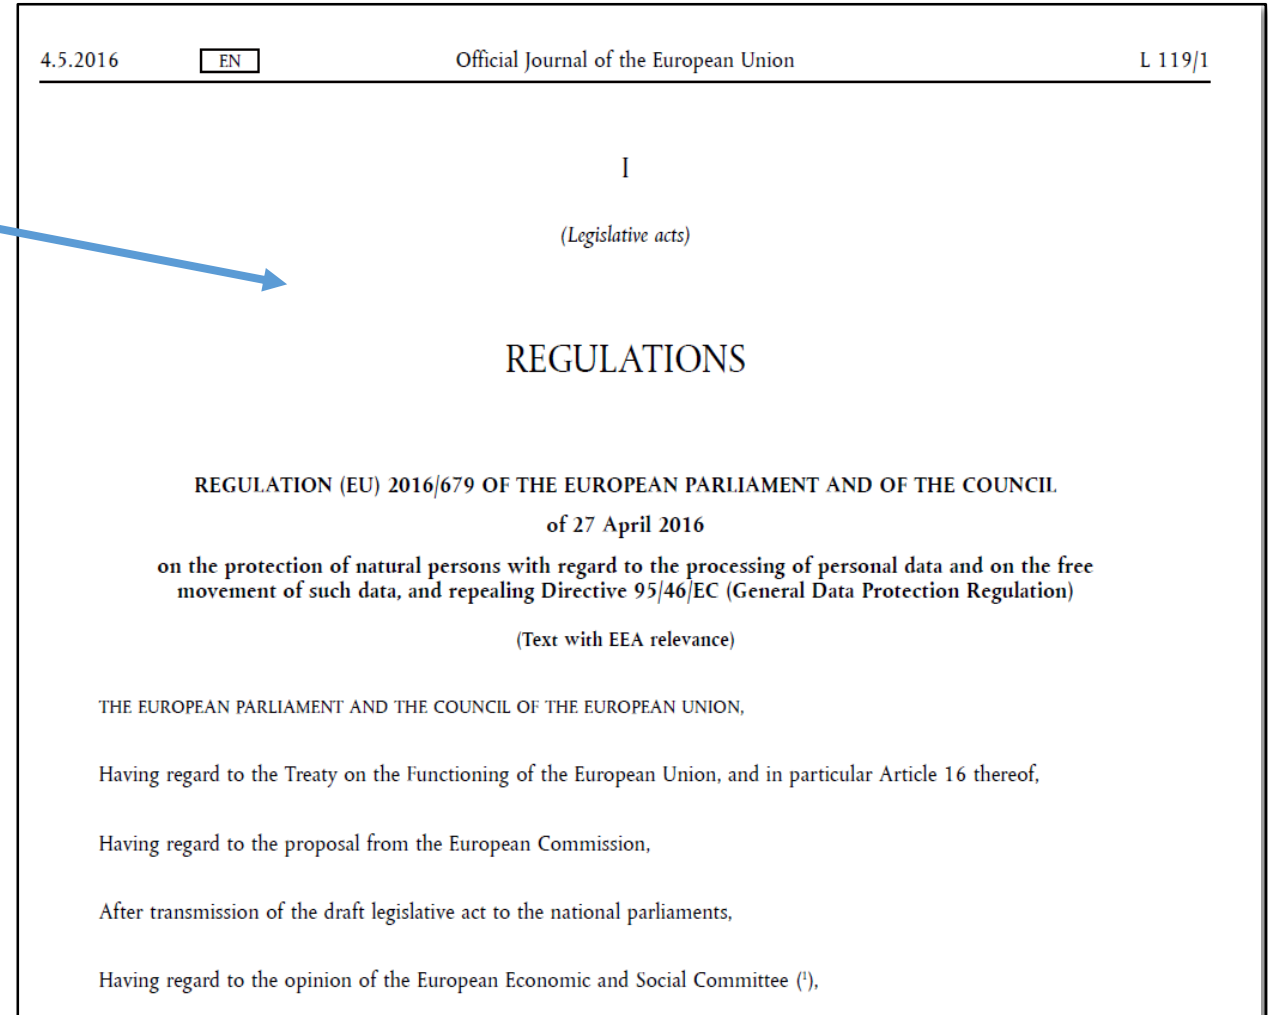 4.5.2016 EN Official Journal of the European Union L 119/1
I
(Legislative acts)
REGULATIONS
REGULATION (EU) 2016/679 OF THE EUROPEAN PARLIAMENT AND OF THE COUNCIL
of 27 April 2016
on the protection of natural persons with regard to the processing of personal data and on the free
movement of such data, and repealing Directive 95/46/EC (General Data Protection Regulation)
(Text with EEA relevance)
THE EUROPEAN PARLIAMENT AND THE COUNCIL OF THE EUROPEAN UNION,
Having regard to the Treaty on the Functioning of the European Union, and in particular Article 16 thereof,
Having regard to the proposal from the European Commission,
After transmission of the draft legislative act to the national parliaments,
Having regard to the opinion of the European Economic and Social Committee (¹),